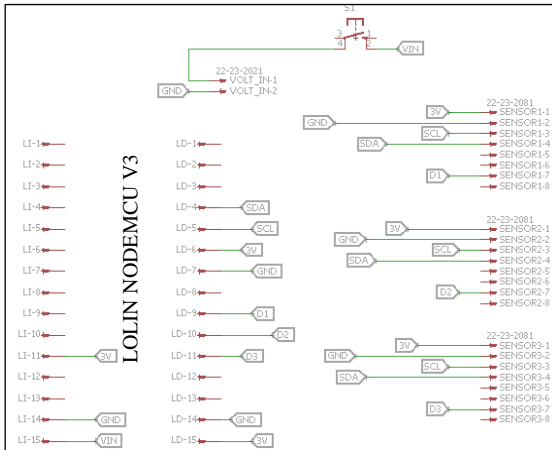 S1
3 1
4 2
VIN
22-23-2021
VOLT_IN-1
GND VOLT_IN-2
22-23-2081
3V SENSOR1-1
GND SENSOR1-2
SCL SENSOR1-3
SDA SENSOR1-4
SENSOR1-5
SENSOR1-6
D1 SENSOR1-7
SENSOR1-8
22-23-2081
3V SENSOR2-1
GND SENSOR2-2
SCL SENSOR2-3
SDA SENSOR2-4
SENSOR2-5
SENSOR2-6
D2 SENSOR2-7
SENSOR2-8
22-23-2081
3V SENSOR3-1
GND SENSOR3-2
SCL SENSOR3-3
SDA SENSOR3-4
SENSOR3-5
SENSOR3-6
D3 SENSOR3-7
SENSOR3-8
LI-1
LI-2
LI-3
LI-4
LI-5
LI-6
LI-7
LI-8
LI-9
LI-10
LI-11 3V
LI-12
LI-13
LI-14 GND
LI-15 VIN
LOLIN NODEMCU V3
LD-1
LD-2
LD-3
LD-4 SDA
LD-5 SCL
LD-6 3V
LD-7 GND
LD-8
LD-9 D1
LD-10 D2
LD-11 D3
LD-12
LD-13
LD-14 GND
LD-15 3V